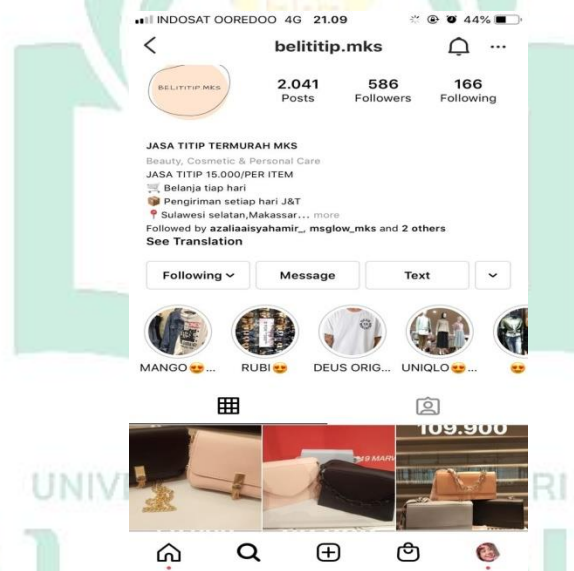 INDOSAT OOREDOO 4G 21.09 44%
belititip.mks
BELITITIP.MKS
2.041 586 166
Posts Followers Following
JASA TITIP TERMURAH MKS
Beauty, Cosmetic & Personal Care
JASA TITIP 15.000/PER ITEM
🛒 Belanja tiap hari
📦 Pengiriman setiap hari J&T
📍 Sulawesi selatan,Makassar... more
Followed by azaliaaisyahamir_, msglow_mks and 2 others
See Translation
Following Message Text
MANGO😍... RUBI😍 DEUS ORIG... UNIQLO😍... 😍
109.900
UNIV RI